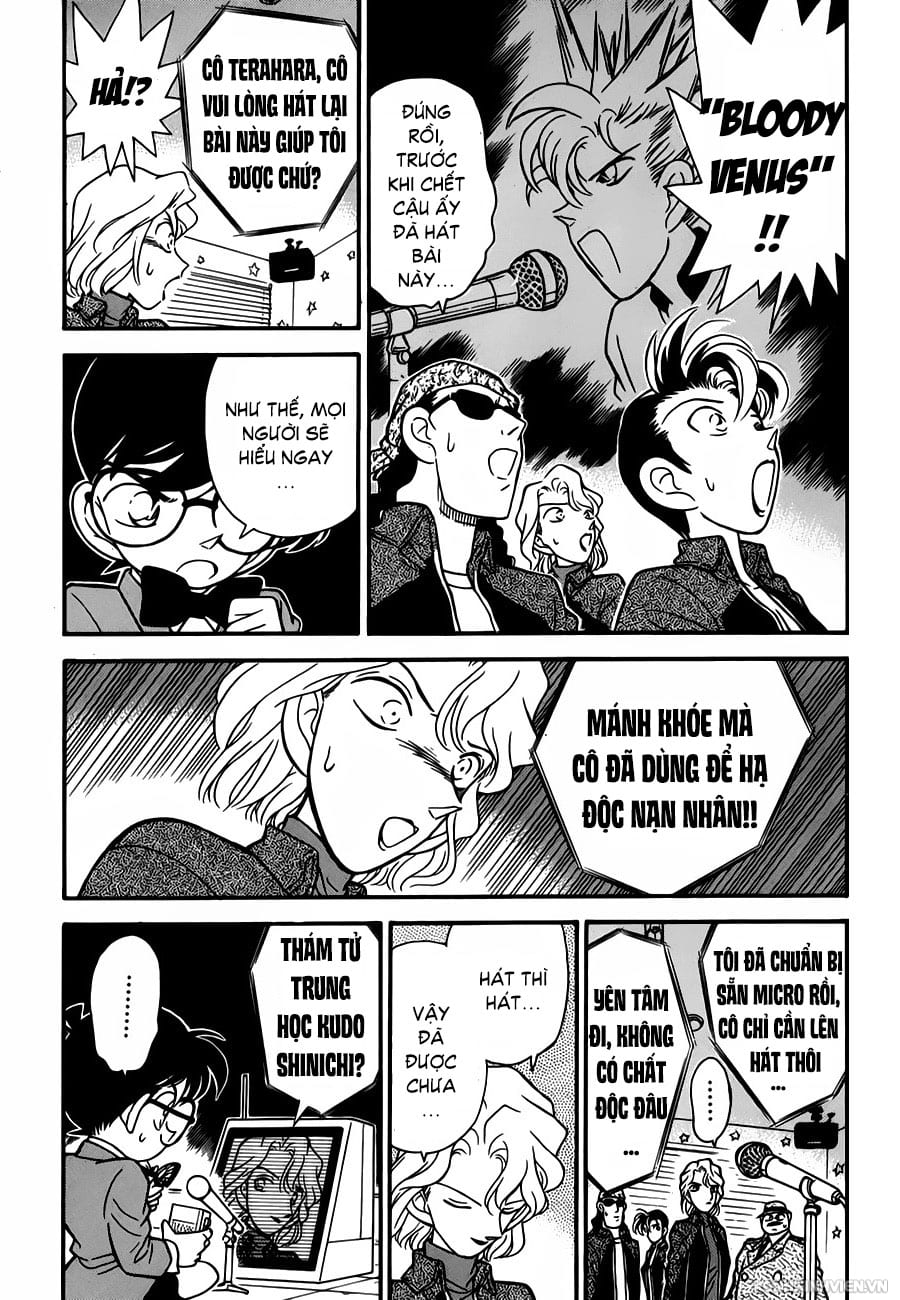 "BLOODY
VENUS"
!!
ĐÚNG
RỒI,
TRƯỚC
KHI CHẾT
CẬU ẤY
ĐÃ HÁT
BÀI
NÀY...
CÔ TERAHARA, CÔ
VUI LÒNG HÁT LẠI
BÀI NÀY GIÚP TÔI
ĐƯỢC CHỨ?
HẢ!?
NHƯ THẾ, MỌI
NGƯỜI SẼ
HIỂU NGAY
...
MÁNH KHÓE MÀ
CÔ ĐÃ DÙNG ĐỂ HẠ
ĐỘC NẠN NHÂN!!
TÔI ĐÃ CHUẨN BỊ
SẴN MICRO RỒI,
CÔ CHỈ CẦN LÊN
HÁT THÔI
...
YÊN TÂM
ĐI, KHÔNG
CÓ CHẤT
ĐỘC ĐÂU
...
......
HÁT THÌ
HÁT...
VẬY
ĐÃ
ĐƯỢC
CHƯA
...
THÁM TỬ
TRUNG
HỌC KUDO
SHINICHI?
......